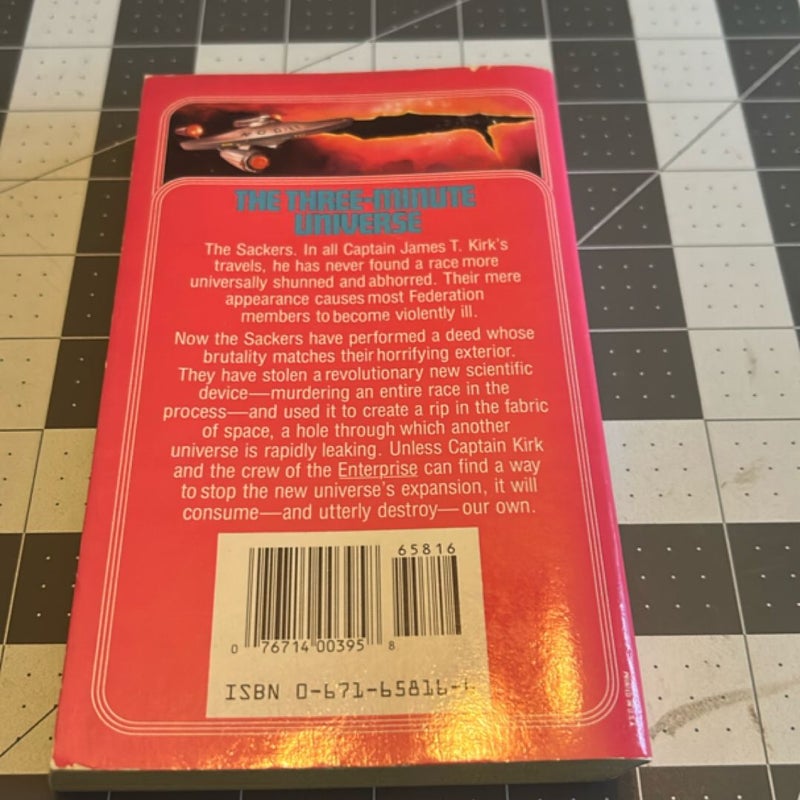 THE THREE-MINUTE
UNIVERSE
The Sackers. In all Captain James T. Kirk's
travels, he has never found a race more
universally shunned and abhorred. Their mere
appearance causes most Federation
members to become violently ill.
Now the Sackers have performed a deed whose
brutality matches their horrifying exterior.
They have stolen a revolutionary new scientific
device—murdering an entire race in the
process—and used it to create a rip in the fabric
of space, a hole through which another
universe is rapidly leaking. Unless Captain Kirk
and the crew of the Enterprise can find a way
to stop the new universe's expansion, it will
consume—and utterly destroy—our own.
65816
0 76714 00395 8
ISBN 0-671-65816-